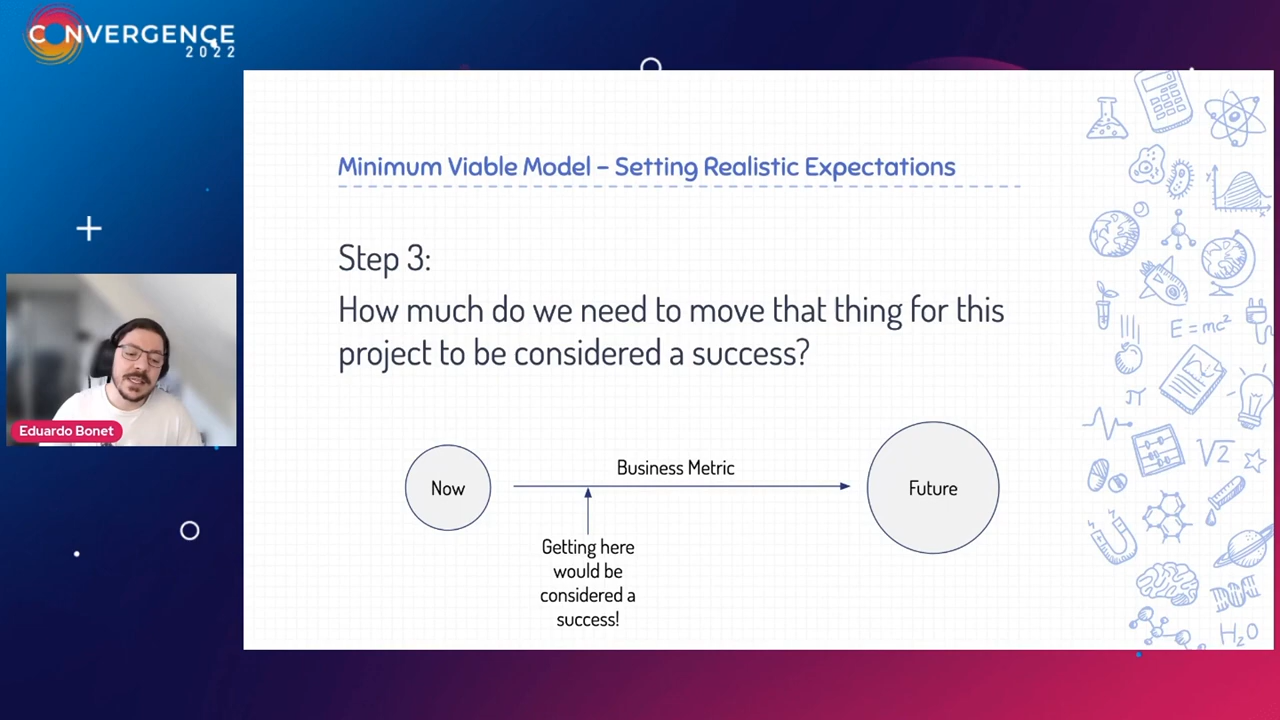 CONVERGENCE
2022
Minimum Viable Model – Setting Realistic Expectations
Step 3:
How much do we need to move that thing for this
project to be considered a success?
Eduardo Bonet
Now
Business Metric
Future
Getting here
would be
considered a
success!
y
x
E=mc²
π
√2
H₂O